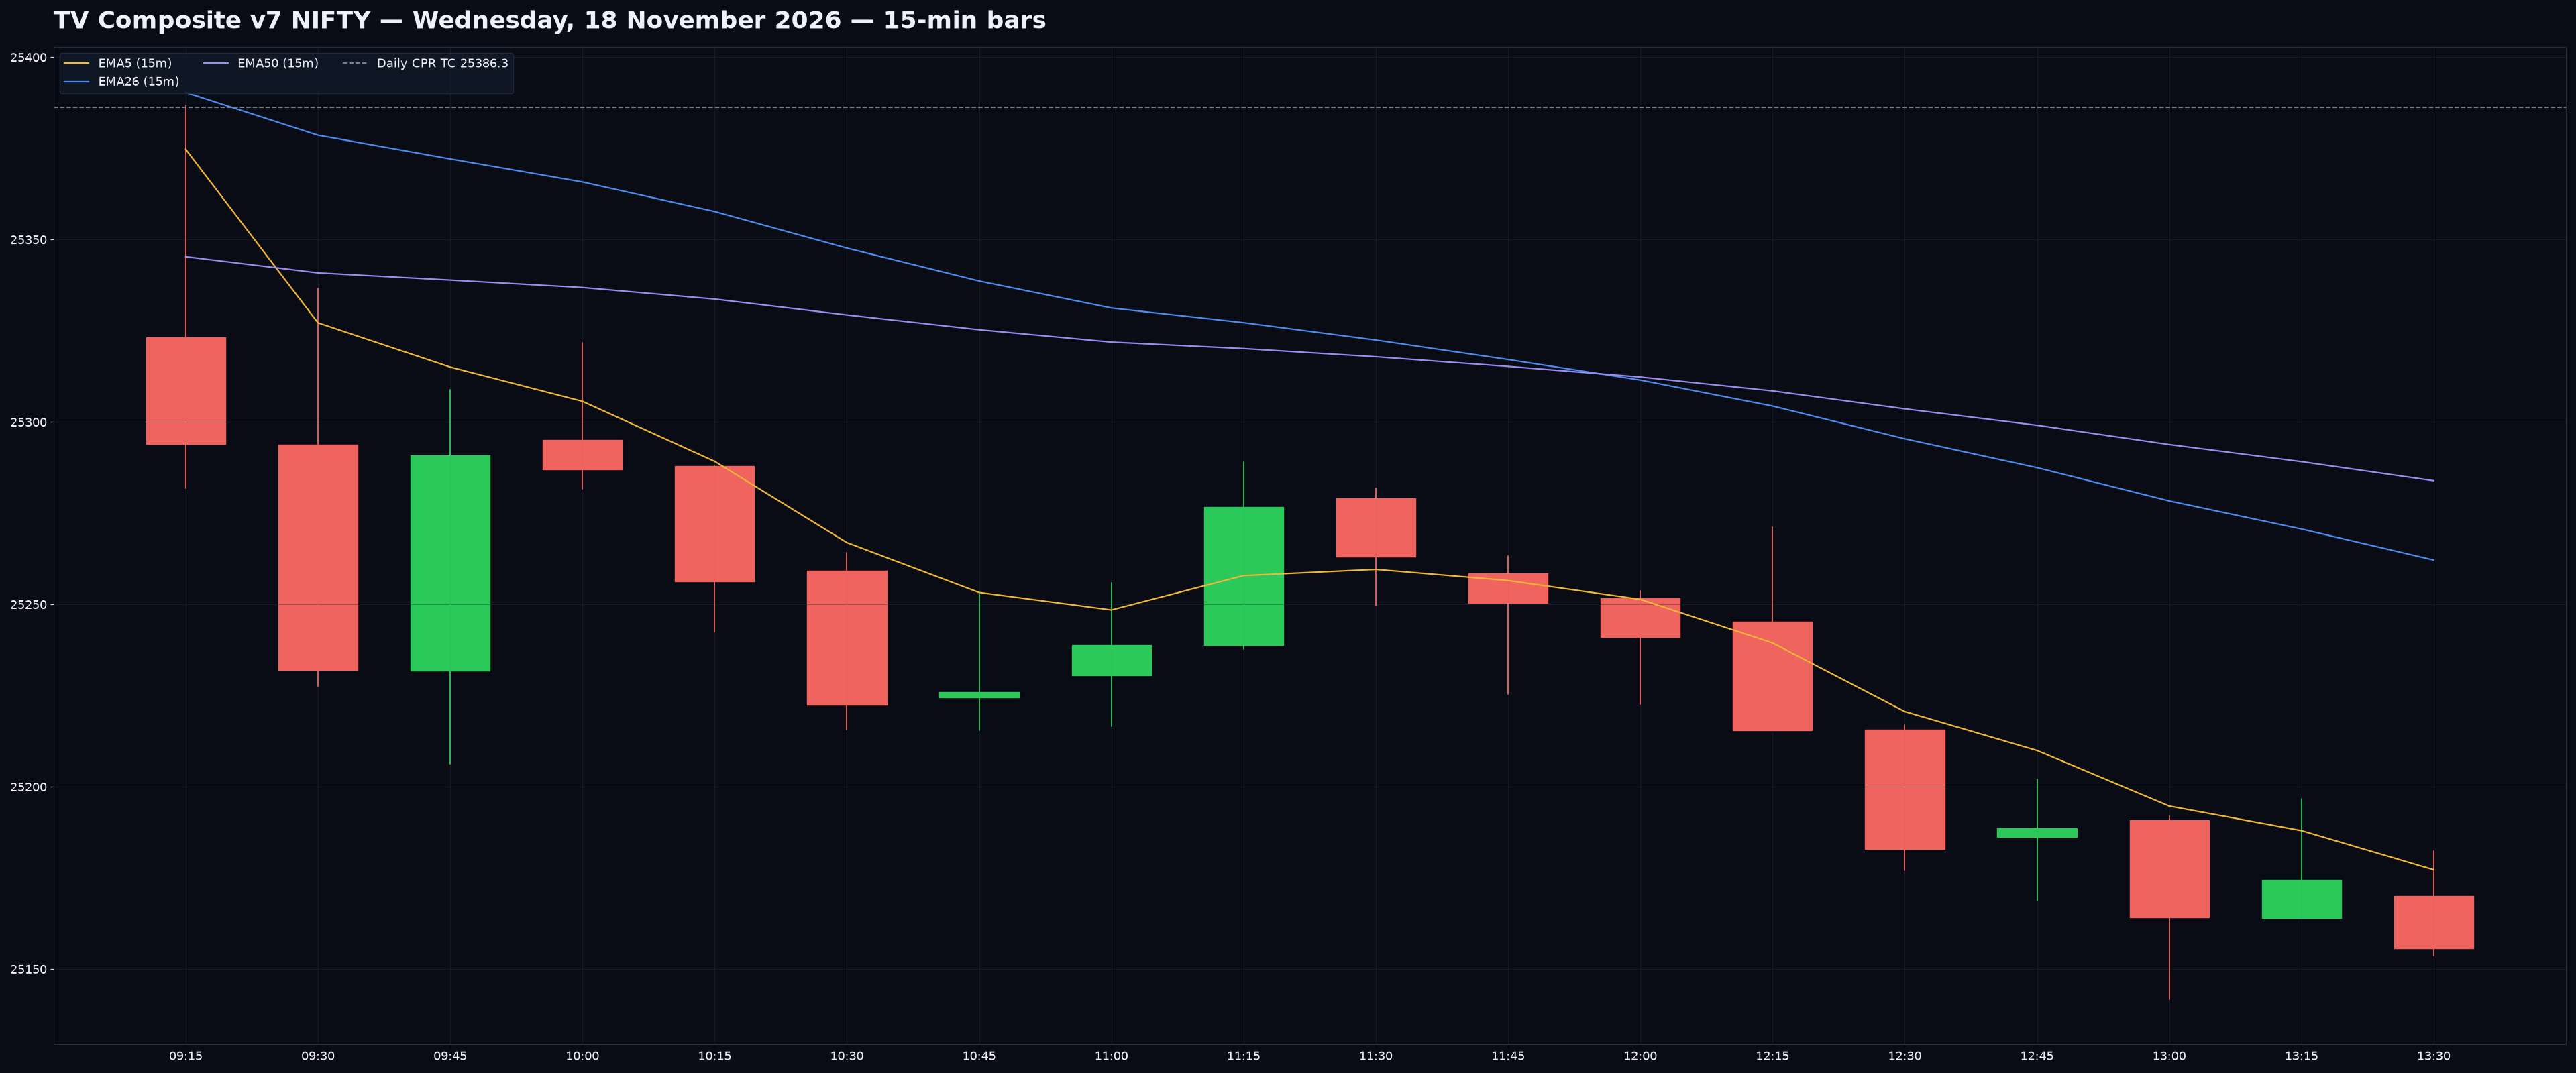 TV Composite v7 NIFTY — Wednesday, 18 November 2026 — 15-min bars
EMA5 (15m) EMA50 (15m) Daily CPR TC 25386.3
EMA26 (15m)
25400
25350
25300
25250
25200
25150
09:15 09:30 09:45 10:00 10:15 10:30 10:45 11:00 11:15 11:30 11:45 12:00 12:15 12:30 12:45 13:00 13:15 13:30